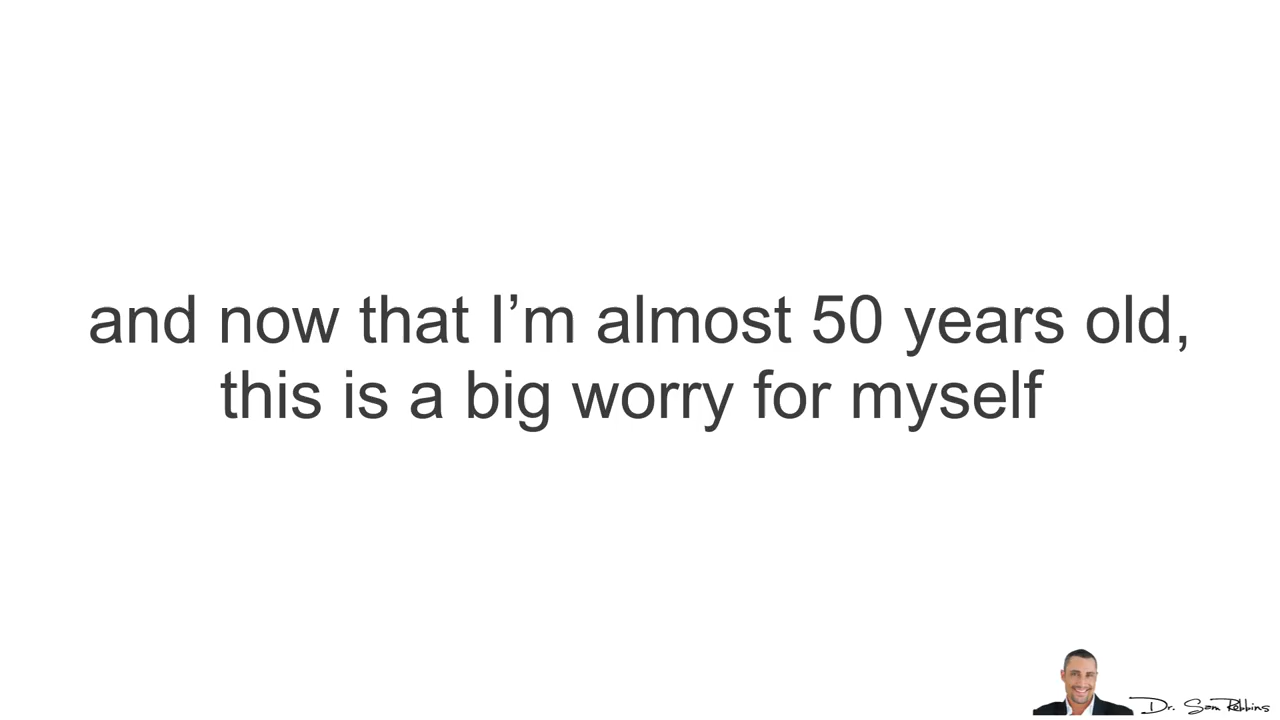 and now that I’m almost 50 years old,
this is a big worry for myself
Dr. Sam Robbins